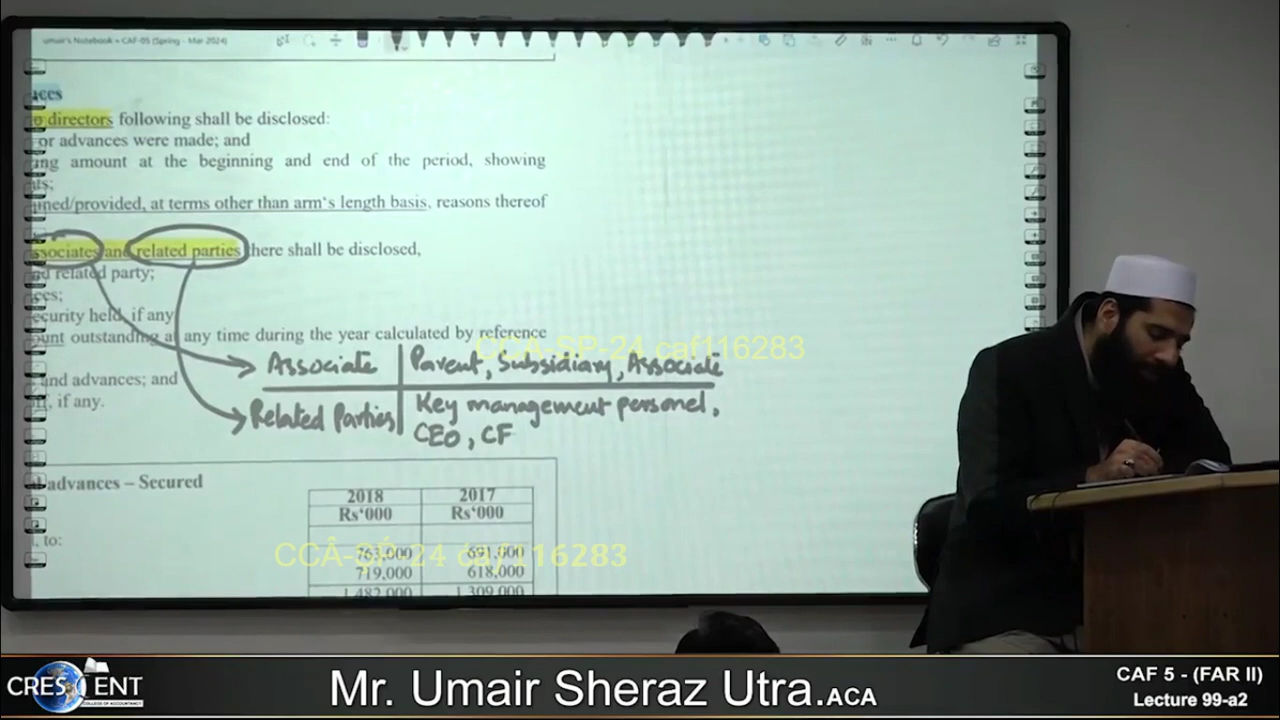 umair's Notebook » CAF-05 (Spring - Mar 2024)
directors following shall be disclosed:
or advances were made; and
amount at the beginning and end of the period, showing
ined/provided, at terms other than arm's length basis, reasons thereof
sociates and related parties there shall be disclosed,
related party;
ecurity held, if any
ount outstanding at any time during the year calculated by reference
CCA-SP-24 caf116283
Associate | Parent, Subsidiary, Associate
and advances; and
if any.
Related Parties | Key management personel,
CEO, CF
advances – Secured
2018 2017
Rs'000 Rs'000
to:
763,000 691,000
CCA-SP-24 caf116283
719,000 618,000
1,482,000 1,309,000
CRESCENT
COLLEGE OF ACCOUNTANCY
Mr. Umair Sheraz Utra.ACA
CAF 5 - (FAR II)
Lecture 99-a2